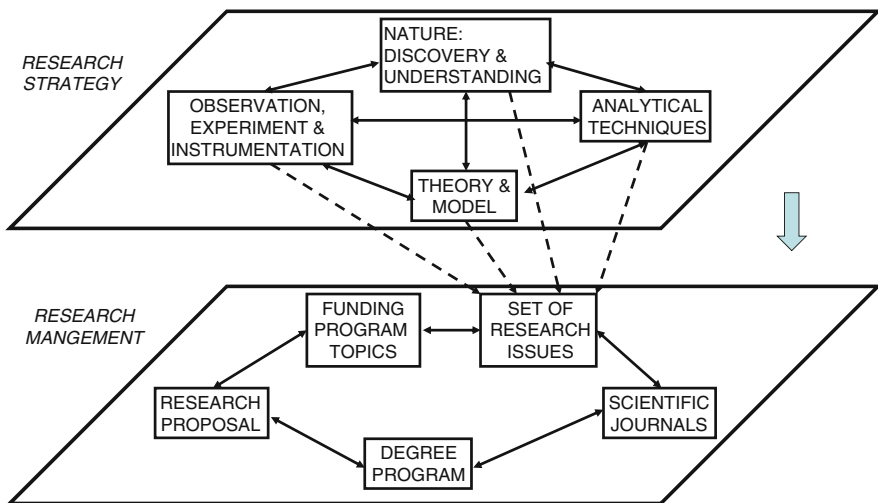 RESEARCH
STRATEGY
NATURE:
DISCOVERY &
UNDERSTANDING
OBSERVATION,
EXPERIMENT &
INSTRUMENTATION
ANALYTICAL
TECHNIQUES
THEORY &
MODEL
RESEARCH
MANGEMENT
FUNDING
PROGRAM
TOPICS
SET OF
RESEARCH
ISSUES
RESEARCH
PROPOSAL
SCIENTIFIC
JOURNALS
DEGREE
PROGRAM